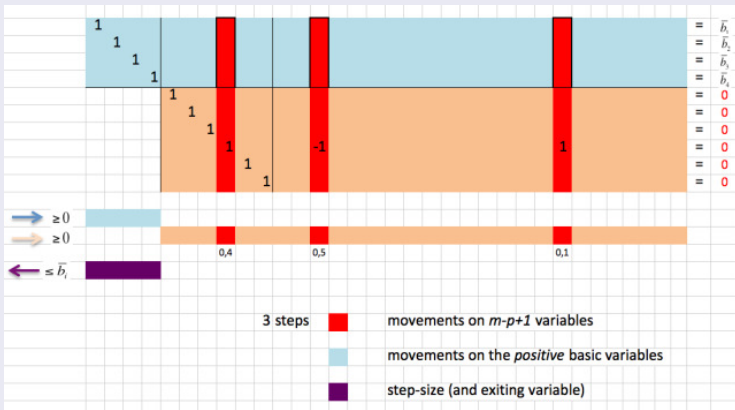 1 = b̄₁
1 = b̄₂
1 = b̄₃
1 = b̄₄
1 = 0
1 = 0
1 = 0
1 -1 1 = 0
1 = 0
1 = 0
≥ 0
≥ 0
0,4 0,5 0,1
≤ b̄ᵢ
3 steps movements on m-p+1 variables
movements on the positive basic variables
step-size (and exiting variable)